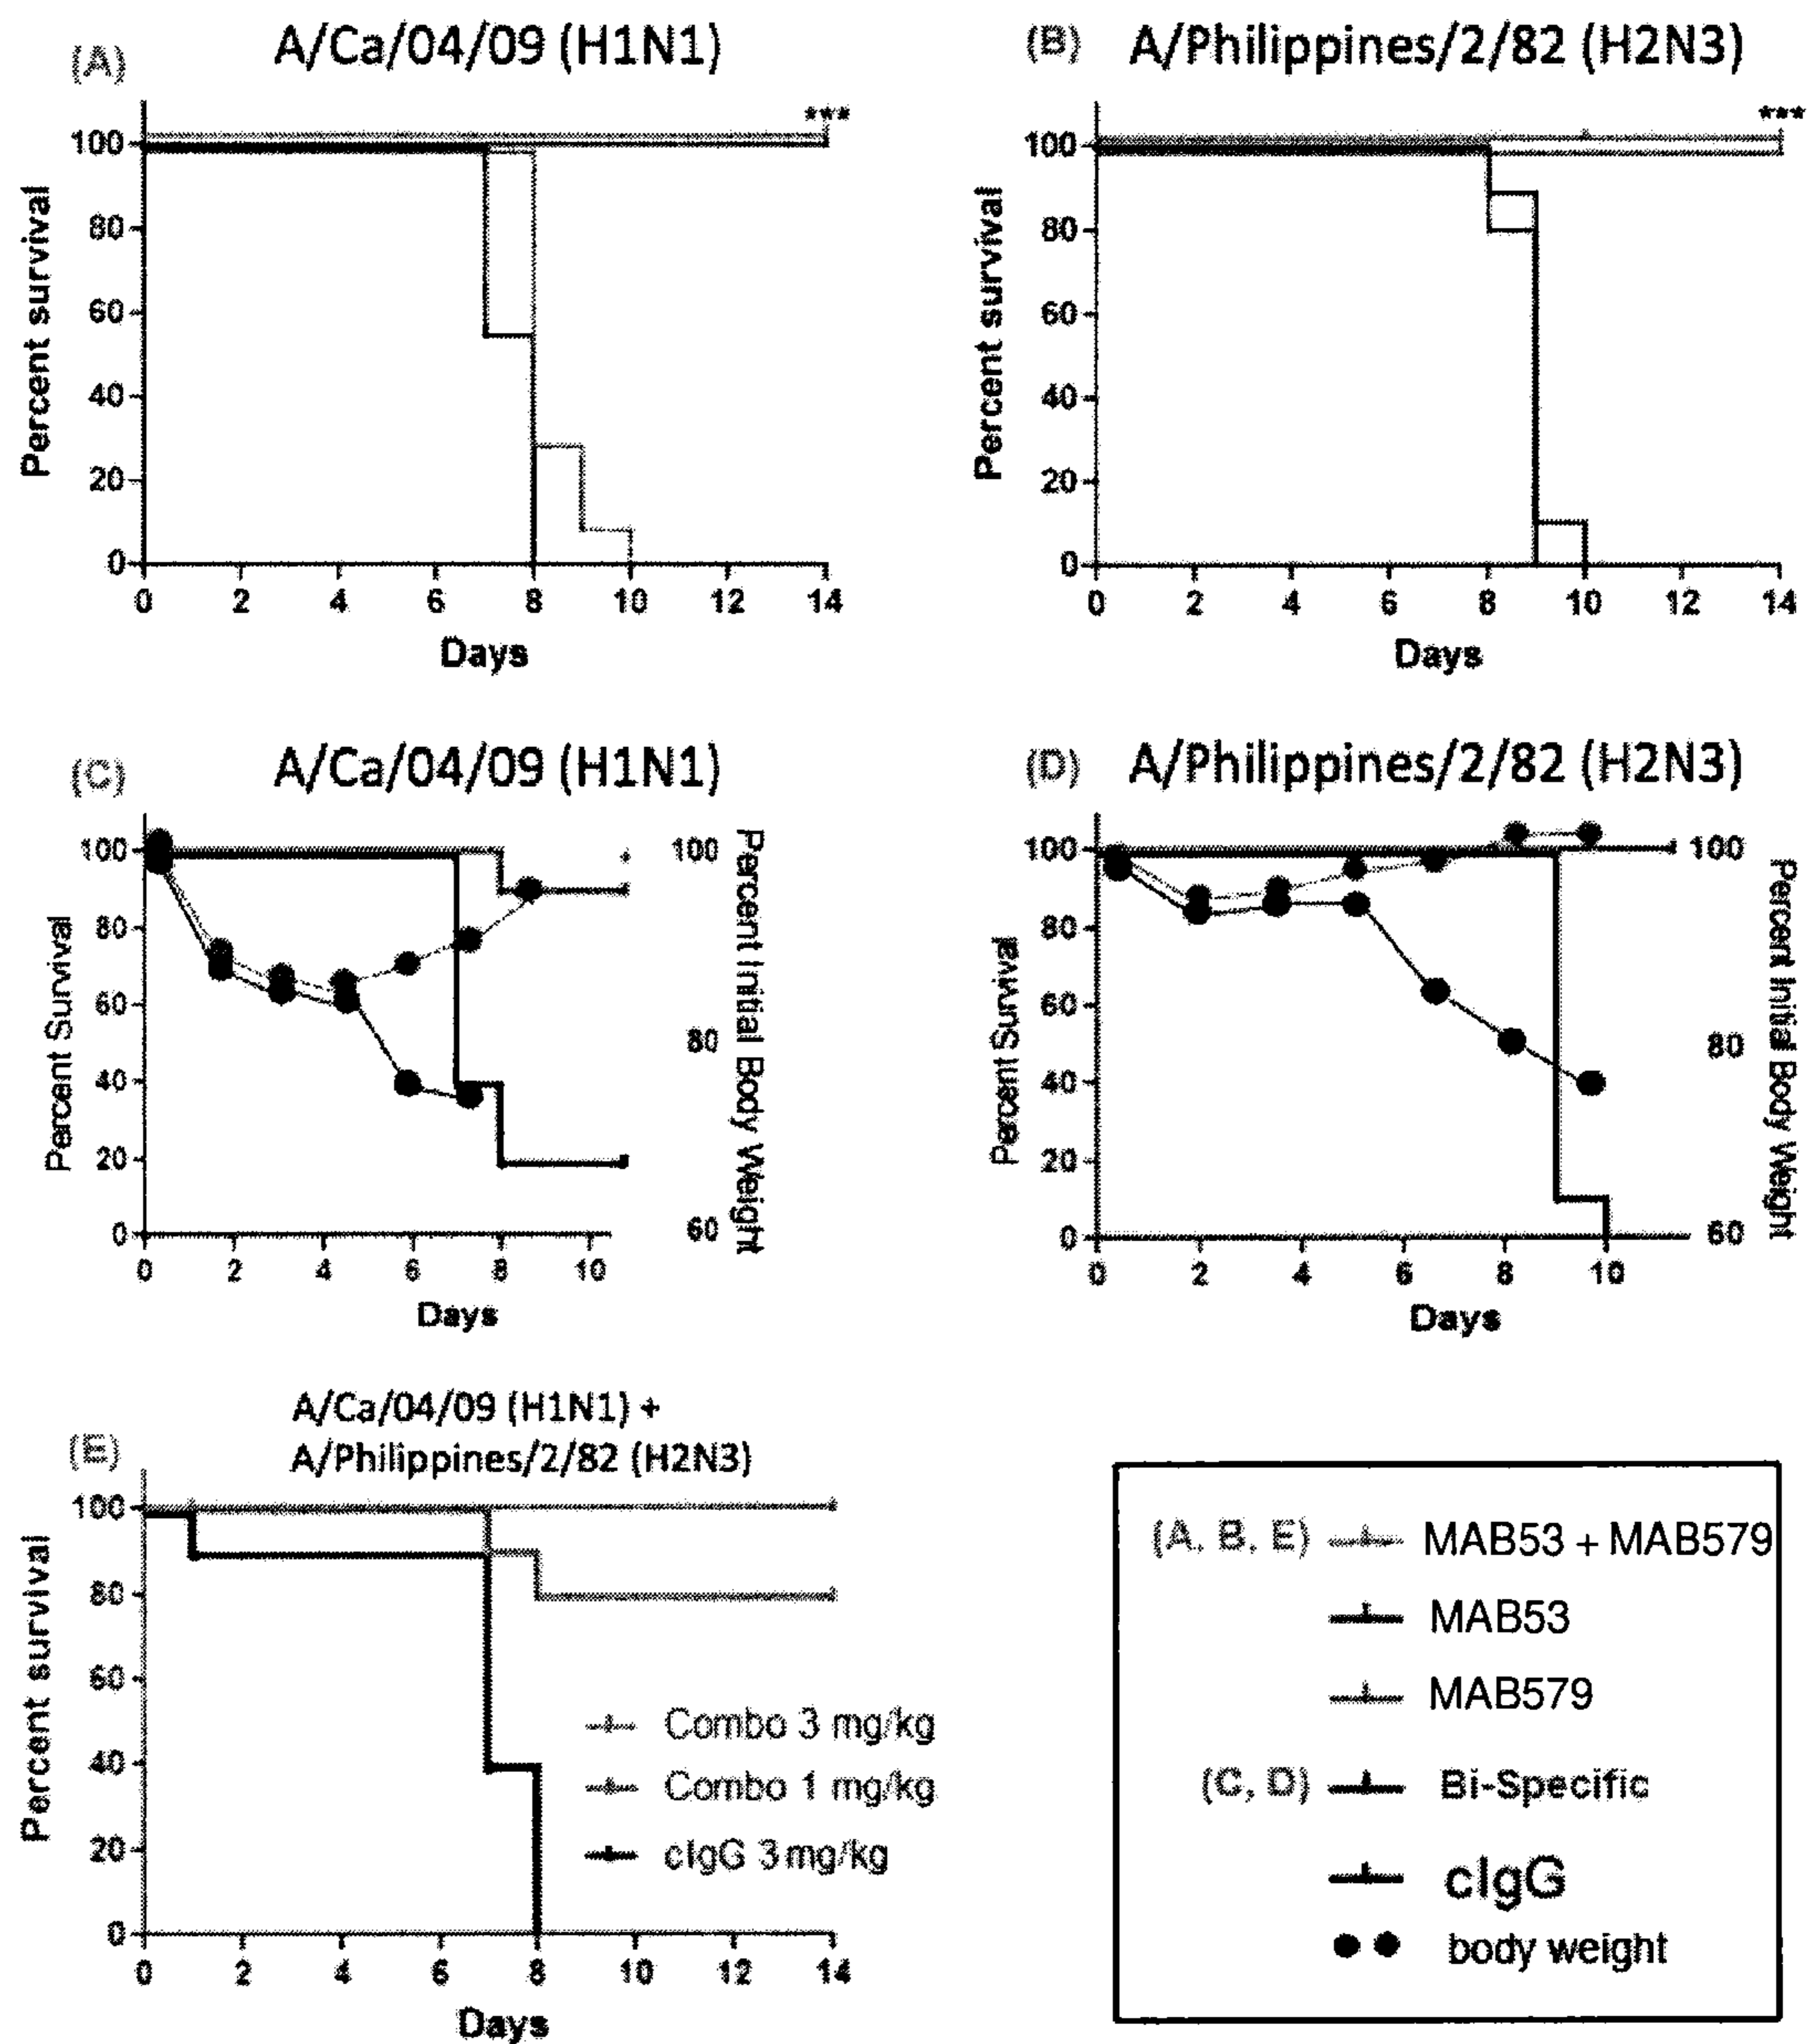 (A) A/Ca/04/09 (H1N1)
***
Percent survival
100
80
60
40
20
0
0 2 4 6 8 10 12 14
Days
(B) A/Philippines/2/82 (H2N3)
***
Percent survival
100
80
60
40
20
0
0 2 4 6 8 10 12 14
Days
(C) A/Ca/04/09 (H1N1)
Percent Survival
100
80
60
40
20
0
0 2 4 6 8 10
Days
100
80
60
Percent Initial Body Weight
(D) A/Philippines/2/82 (H2N3)
Percent Survival
100
80
60
40
20
0
0 2 4 6 8 10
Days
100
80
60
Percent Initial Body Weight
(E) A/Ca/04/09 (H1N1) +
A/Philippines/2/82 (H2N3)
Percent survival
100
80
60
40
20
0
0 2 4 6 8 10 12 14
Days
Combo 3 mg/kg
Combo 1 mg/kg
cIgG 3 mg/kg
(A, B, E) MAB53 + MAB579
MAB53
MAB579
(C, D) Bi-Specific
cIgG
body weight